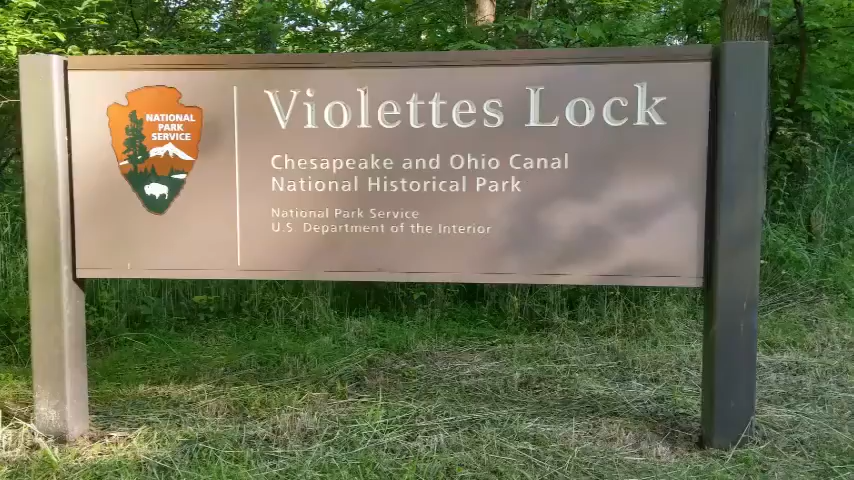 NATIONAL
PARK
SERVICE
Violettes Lock
Chesapeake and Ohio Canal
National Historical Park
National Park Service
U.S. Department of the Interior